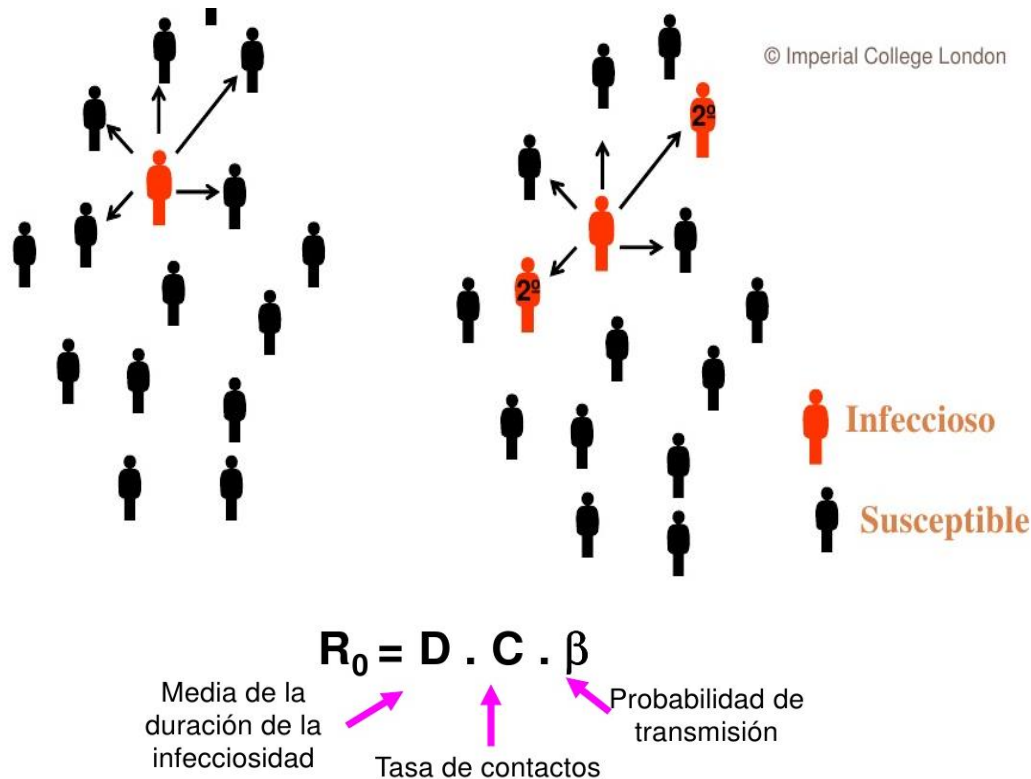 © Imperial College London
2º
2º
Infeccioso
Susceptible
R₀ = D . C . β
Media de la
duración de la
infecciosidad
Tasa de contactos
Probabilidad de
transmisión